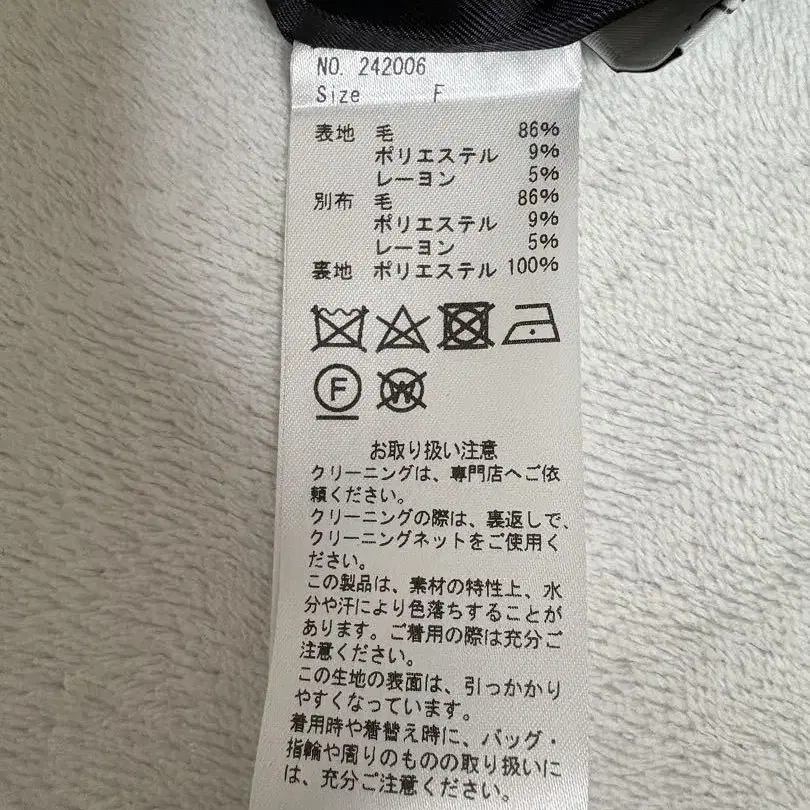 NO. 242006
Size F
表地 毛 86%
ポリエステル 9%
レーヨン 5%
別布 毛 86%
ポリエステル 9%
レーヨン 5%
裏地 ポリエステル 100%
F W
お取り扱い注意
クリーニングは、専門店へご依
頼ください。
クリーニングの際は、裏返しで、
クリーニングネットをご使用く
ださい。
この製品は、素材の特性上、水
分や汗により色落ちすることが
あります。ご着用の際は充分ご
注意ください。
この生地の表面は、引っかかり
やすくなっています。
着用時や着替え時に、バッグ・
指輪や周りのものの取り扱いに
は、充分ご注意ください。